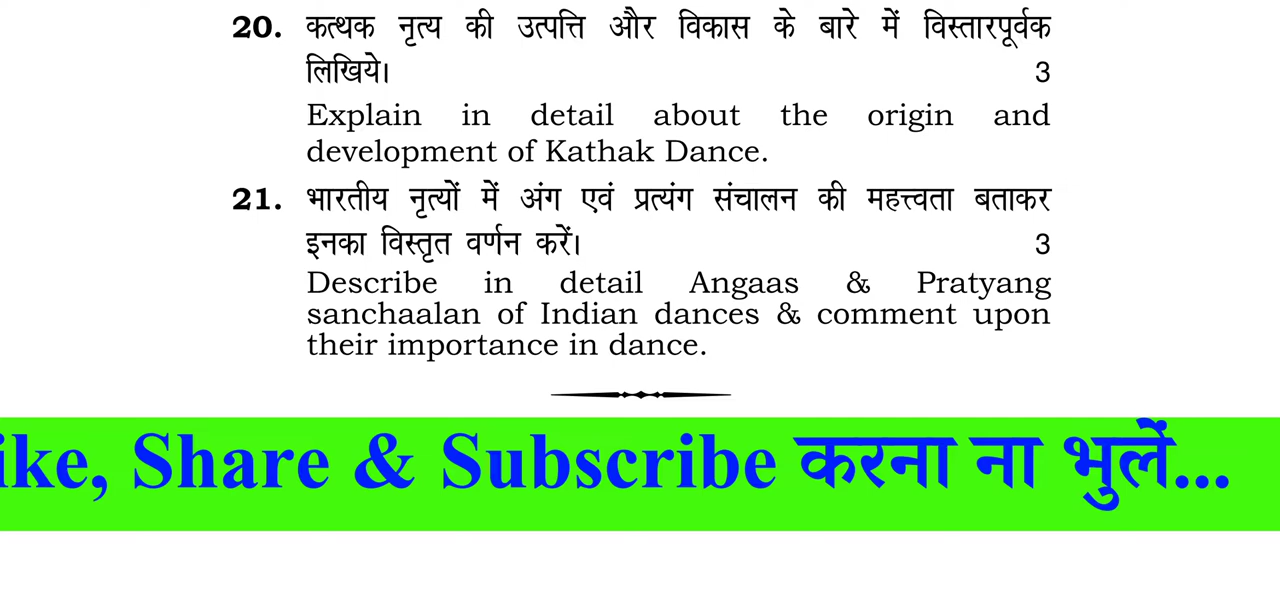 20. कत्थक नृत्य की उत्पत्ति और विकास के बारे में विस्तारपूर्वक
लिखिये। 3
Explain in detail about the origin and
development of Kathak Dance.
21. भारतीय नृत्यों में अंग एवं प्रत्यंग संचालन की महत्त्वता बताकर
इनका विस्तृत वर्णन करें। 3
Describe in detail Angaas & Pratyang
sanchaalan of Indian dances & comment upon
their importance in dance.
ike, Share & Subscribe करना ना भुलें...